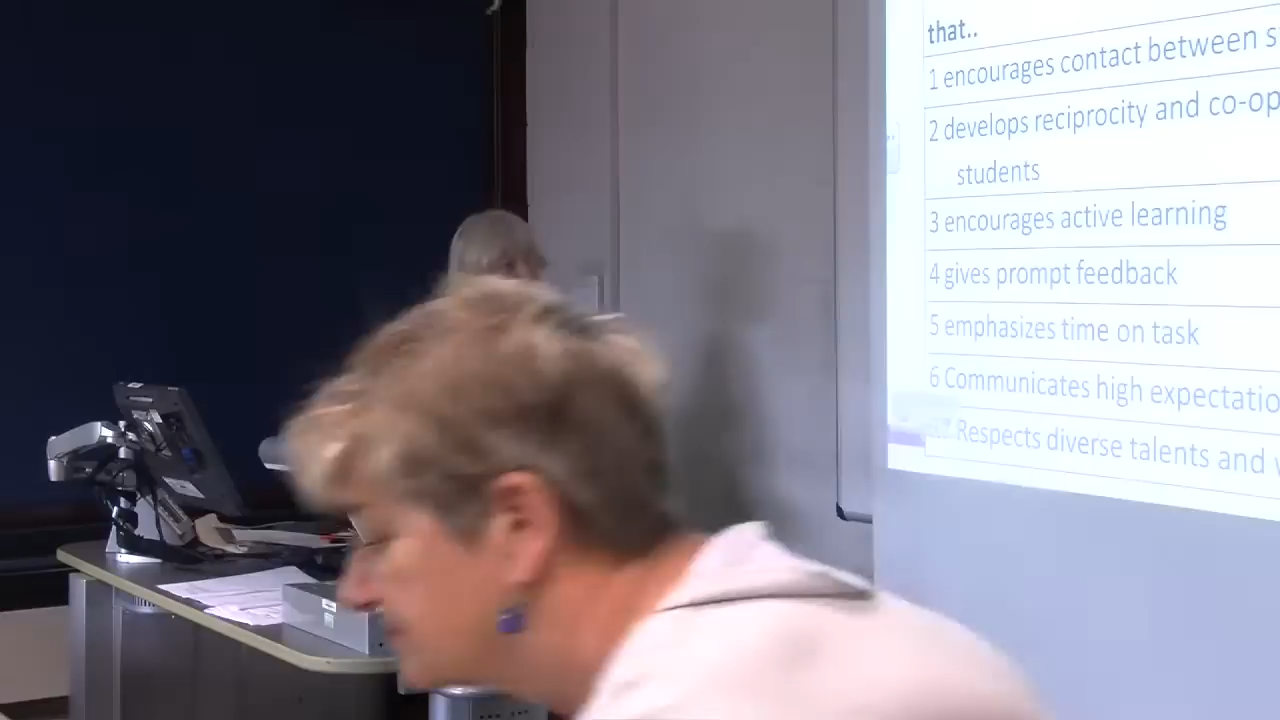 that..
1 encourages contact between s
2 develops reciprocity and co-op
students
3 encourages active learning
4 gives prompt feedback
5 emphasizes time on task
6 Communicates high expectatio
7 Respects diverse talents and w